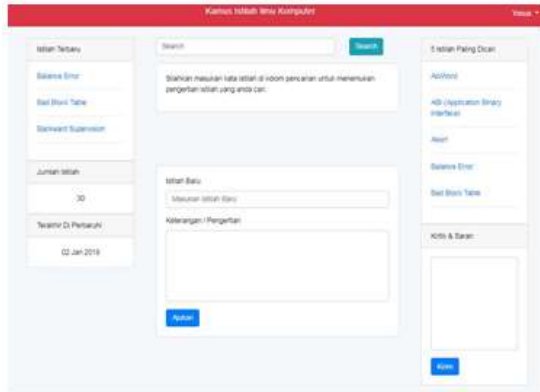 Kamus Istilah Ilmu Komputer
Istilah Terbaru
Balance Error
Bad Block Table
Backward Supervision
Jumlah Istilah
30
Terakhir Di Perbaruhi
02 Jan 2019
Search
Search
Silahkan masukan kata istilah di kolom pencarian untuk menemukan
pengertian istilah yang anda cari.
Istilah Baru
Masukan Istilah Baru
Keterangan / Pengertian
Ajukan
5 Istilah Paling Dicari
ABI (Application Binary
Interface)
Abort
Balance Error
Bad Block Table
Kritik & Saran
Kirim